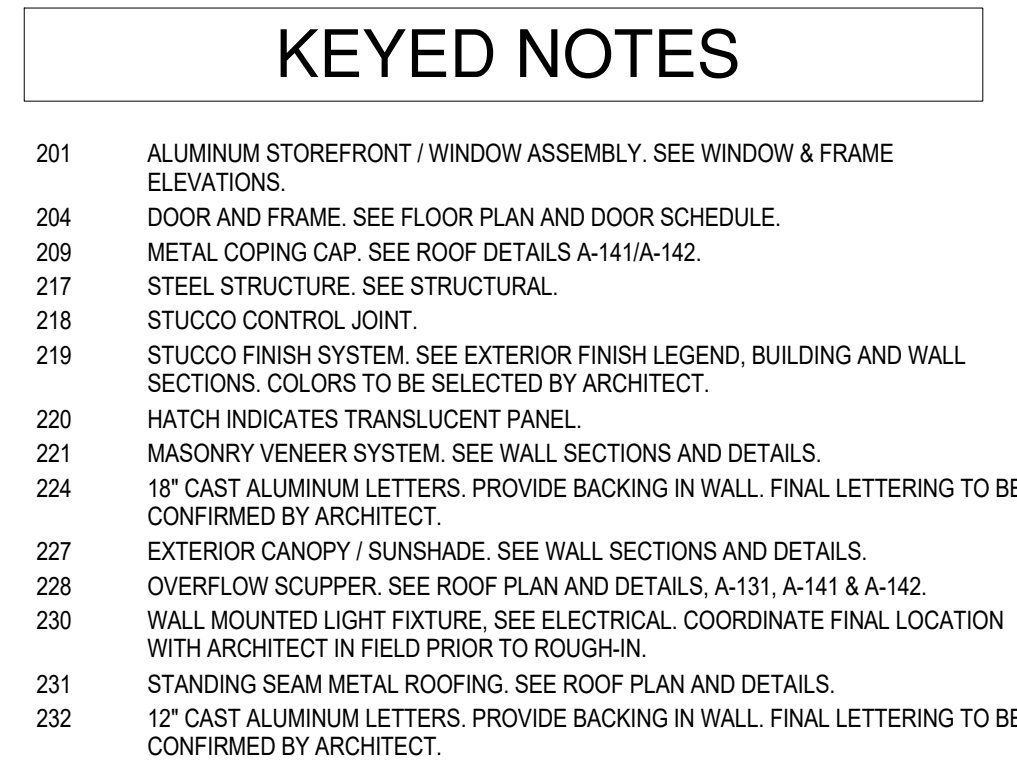 KEYED NOTES
201 ALUMINUM STOREFRONT / WINDOW ASSEMBLY. SEE WINDOW & FRAME
ELEVATIONS.
204 DOOR AND FRAME. SEE FLOOR PLAN AND DOOR SCHEDULE.
209 METAL COPING CAP. SEE ROOF DETAILS A-141/A-142.
217 STEEL STRUCTURE. SEE STRUCTURAL.
218 STUCCO CONTROL JOINT.
219 STUCCO FINISH SYSTEM. SEE EXTERIOR FINISH LEGEND, BUILDING AND WALL
SECTIONS. COLORS TO BE SELECTED BY ARCHITECT.
220 HATCH INDICATES TRANSLUCENT PANEL.
221 MASONRY VENEER SYSTEM. SEE WALL SECTIONS AND DETAILS.
224 18" CAST ALUMINUM LETTERS. PROVIDE BACKING IN WALL. FINAL LETTERING TO BE
CONFIRMED BY ARCHITECT.
227 EXTERIOR CANOPY / SUNSHADE. SEE WALL SECTIONS AND DETAILS.
228 OVERFLOW SCUPPER. SEE ROOF PLAN AND DETAILS, A-131, A-141 & A-142.
230 WALL MOUNTED LIGHT FIXTURE, SEE ELECTRICAL. COORDINATE FINAL LOCATION
WITH ARCHITECT IN FIELD PRIOR TO ROUGH-IN.
231 STANDING SEAM METAL ROOFING. SEE ROOF PLAN AND DETAILS.
232 12" CAST ALUMINUM LETTERS. PROVIDE BACKING IN WALL. FINAL LETTERING TO BE
CONFIRMED BY ARCHITECT.